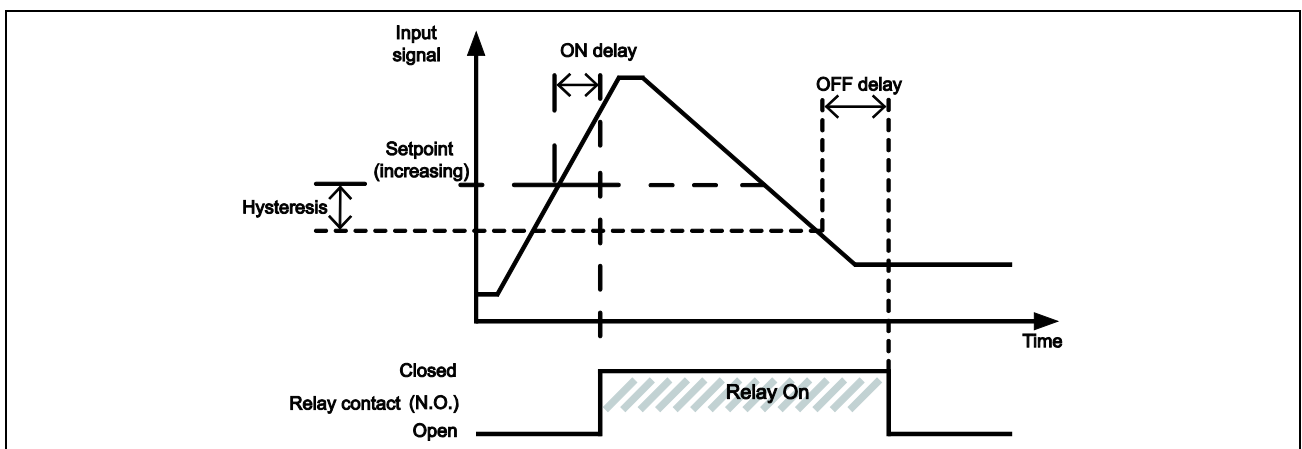 Input
signal
ON delay
OFF delay
Setpoint
(increasing)
Hysteresis
Time
Closed
Relay On
Relay contact (N.O.)
Open